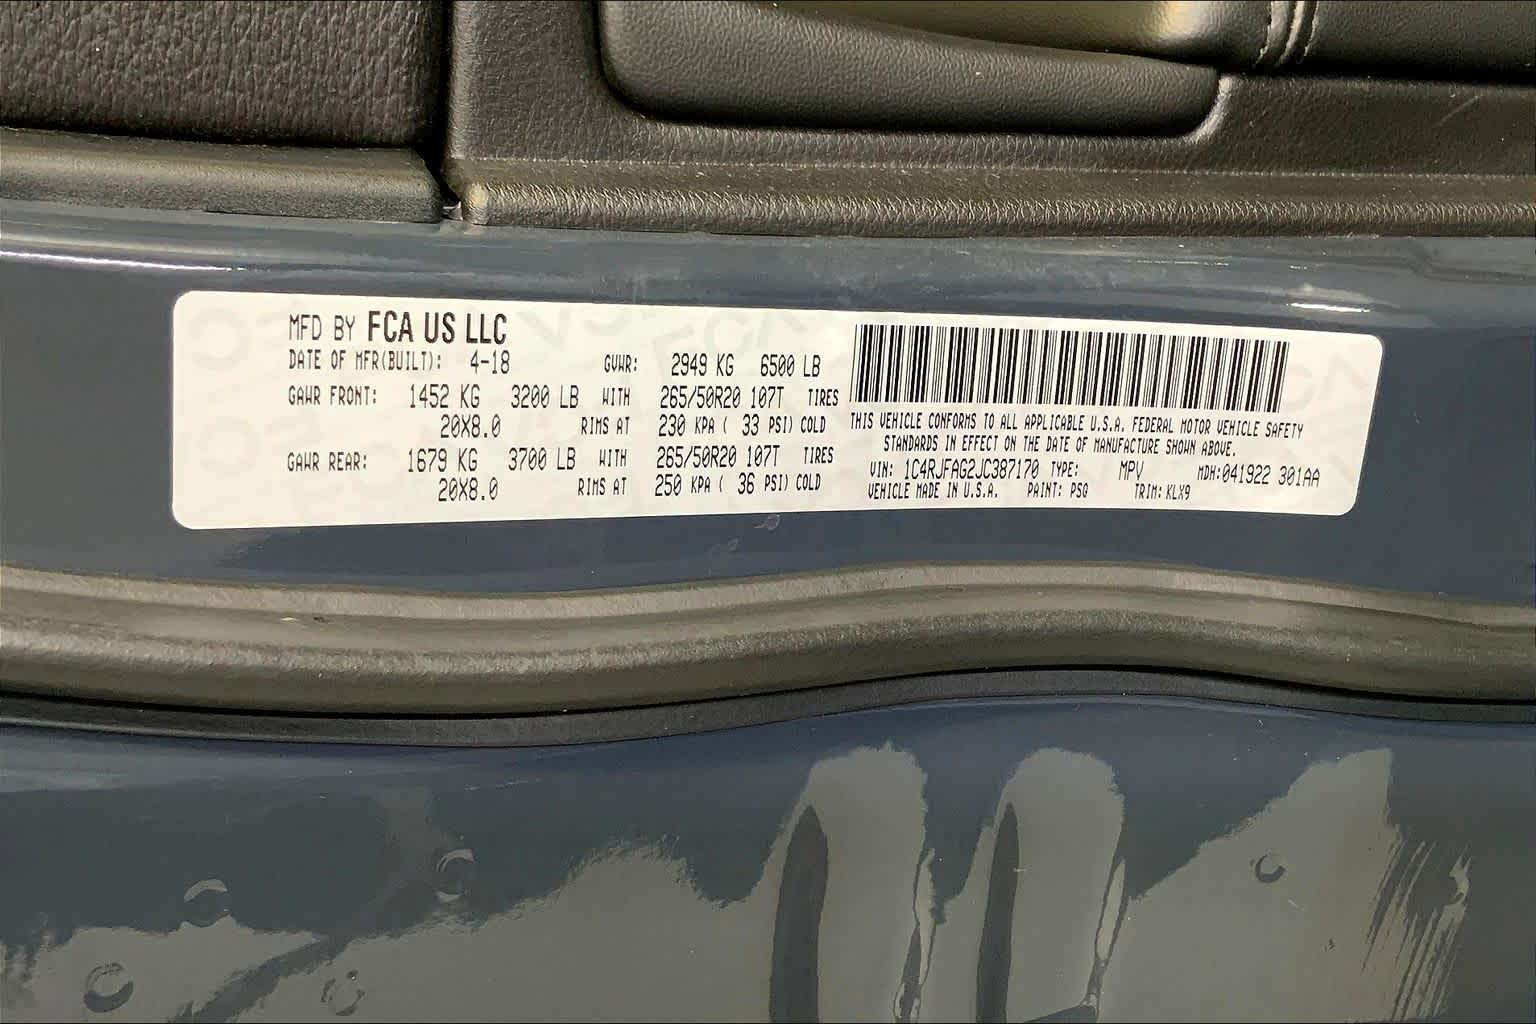 MFD BY FCA US LLC
DATE OF MFR(BUILT): 4-18 GVWR: 2949 KG 6500 LB
GAWR FRONT: 1452 KG 3200 LB WITH 265/50R20 107T TIRES
20X8.0 RIMS AT 230 KPA ( 33 PSI) COLD
GAWR REAR: 1679 KG 3700 LB WITH 265/50R20 107T TIRES
20X8.0 RIMS AT 250 KPA ( 36 PSI) COLD
THIS VEHICLE CONFORMS TO ALL APPLICABLE U.S.A. FEDERAL MOTOR VEHICLE SAFETY
STANDARDS IN EFFECT ON THE DATE OF MANUFACTURE SHOWN ABOVE.
VIN: 1C4RJFAG2JC387170 TYPE: MPV MDH:041922 301AA
VEHICLE MADE IN U.S.A. PAINT: PSQ TRIM: KLX9